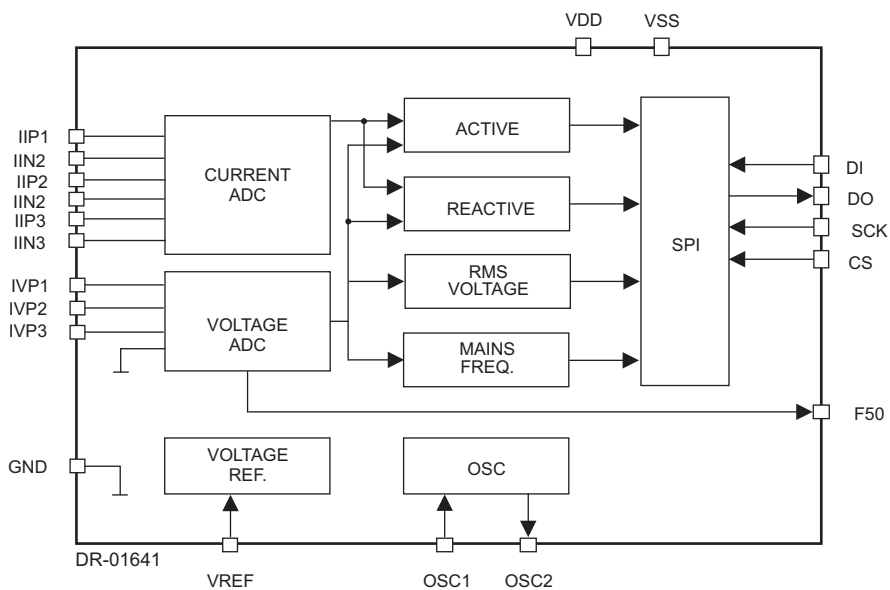 VDD
VSS
IIP1
IIN2
IIP2
IIN2
IIP3
IIN3
IVP1
IVP2
IVP3
GND
CURRENT
ADC
VOLTAGE
ADC
VOLTAGE
REF.
ACTIVE
REACTIVE
RMS
VOLTAGE
MAINS
FREQ.
OSC
SPI
DI
DO
SCK
CS
F50
DR-01641
VREF
OSC1
OSC2